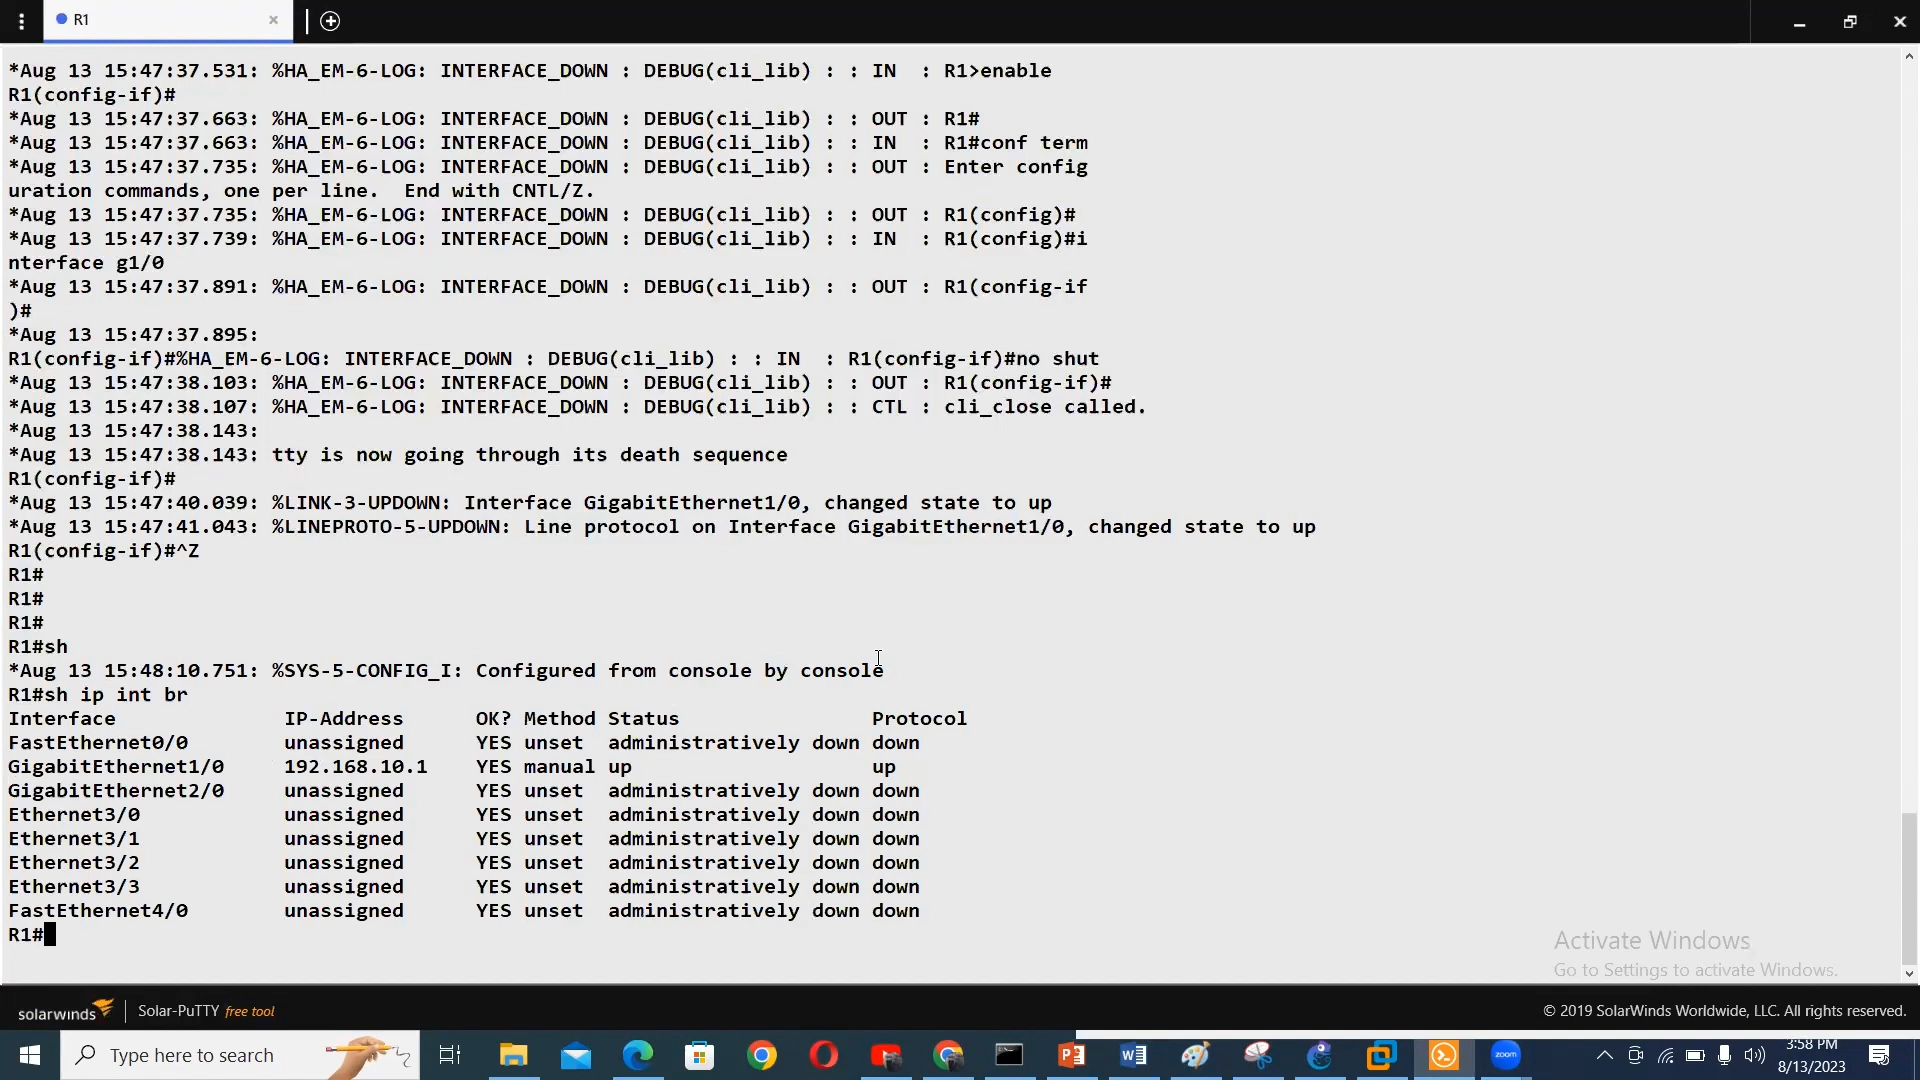 R1
*Aug 13 15:47:37.531: %HA_EM-6-LOG: INTERFACE_DOWN : DEBUG(cli_lib) : : IN  : R1>enable
R1(config-if)#
*Aug 13 15:47:37.663: %HA_EM-6-LOG: INTERFACE_DOWN : DEBUG(cli_lib) : : OUT : R1#
*Aug 13 15:47:37.663: %HA_EM-6-LOG: INTERFACE_DOWN : DEBUG(cli_lib) : : IN  : R1#conf term
*Aug 13 15:47:37.735: %HA_EM-6-LOG: INTERFACE_DOWN : DEBUG(cli_lib) : : OUT : Enter config
uration commands, one per line.  End with CNTL/Z.
*Aug 13 15:47:37.735: %HA_EM-6-LOG: INTERFACE_DOWN : DEBUG(cli_lib) : : OUT : R1(config)#
*Aug 13 15:47:37.739: %HA_EM-6-LOG: INTERFACE_DOWN : DEBUG(cli_lib) : : IN  : R1(config)#i
nterface g1/0
*Aug 13 15:47:37.891: %HA_EM-6-LOG: INTERFACE_DOWN : DEBUG(cli_lib) : : OUT : R1(config-if
)#
*Aug 13 15:47:37.895:
R1(config-if)#%HA_EM-6-LOG: INTERFACE_DOWN : DEBUG(cli_lib) : : IN  : R1(config-if)#no shut
*Aug 13 15:47:38.103: %HA_EM-6-LOG: INTERFACE_DOWN : DEBUG(cli_lib) : : OUT : R1(config-if)#
*Aug 13 15:47:38.107: %HA_EM-6-LOG: INTERFACE_DOWN : DEBUG(cli_lib) : : CTL : cli_close called.
*Aug 13 15:47:38.143:
*Aug 13 15:47:38.143: tty is now going through its death sequence
R1(config-if)#
*Aug 13 15:47:40.039: %LINK-3-UPDOWN: Interface GigabitEthernet1/0, changed state to up
*Aug 13 15:47:41.043: %LINEPROTO-5-UPDOWN: Line protocol on Interface GigabitEthernet1/0, changed state to up
R1(config-if)#^Z
R1#
R1#
R1#
R1#sh
*Aug 13 15:48:10.751: %SYS-5-CONFIG_I: Configured from console by console
R1#sh ip int br
Interface              IP-Address      OK? Method Status                Protocol
FastEthernet0/0        unassigned      YES unset  administratively down down
GigabitEthernet1/0     192.168.10.1    YES manual up                    up
GigabitEthernet2/0     unassigned      YES unset  administratively down down
Ethernet3/0            unassigned      YES unset  administratively down down
Ethernet3/1            unassigned      YES unset  administratively down down
Ethernet3/2            unassigned      YES unset  administratively down down
Ethernet3/3            unassigned      YES unset  administratively down down
FastEthernet4/0        unassigned      YES unset  administratively down down
R1#
Activate Windows
Go to Settings to activate Windows.
solarwinds Solar-PuTTY free tool © 2019 SolarWinds Worldwide, LLC. All rights reserved.
Type here to search
zoom
3:58 PM
8/13/2023